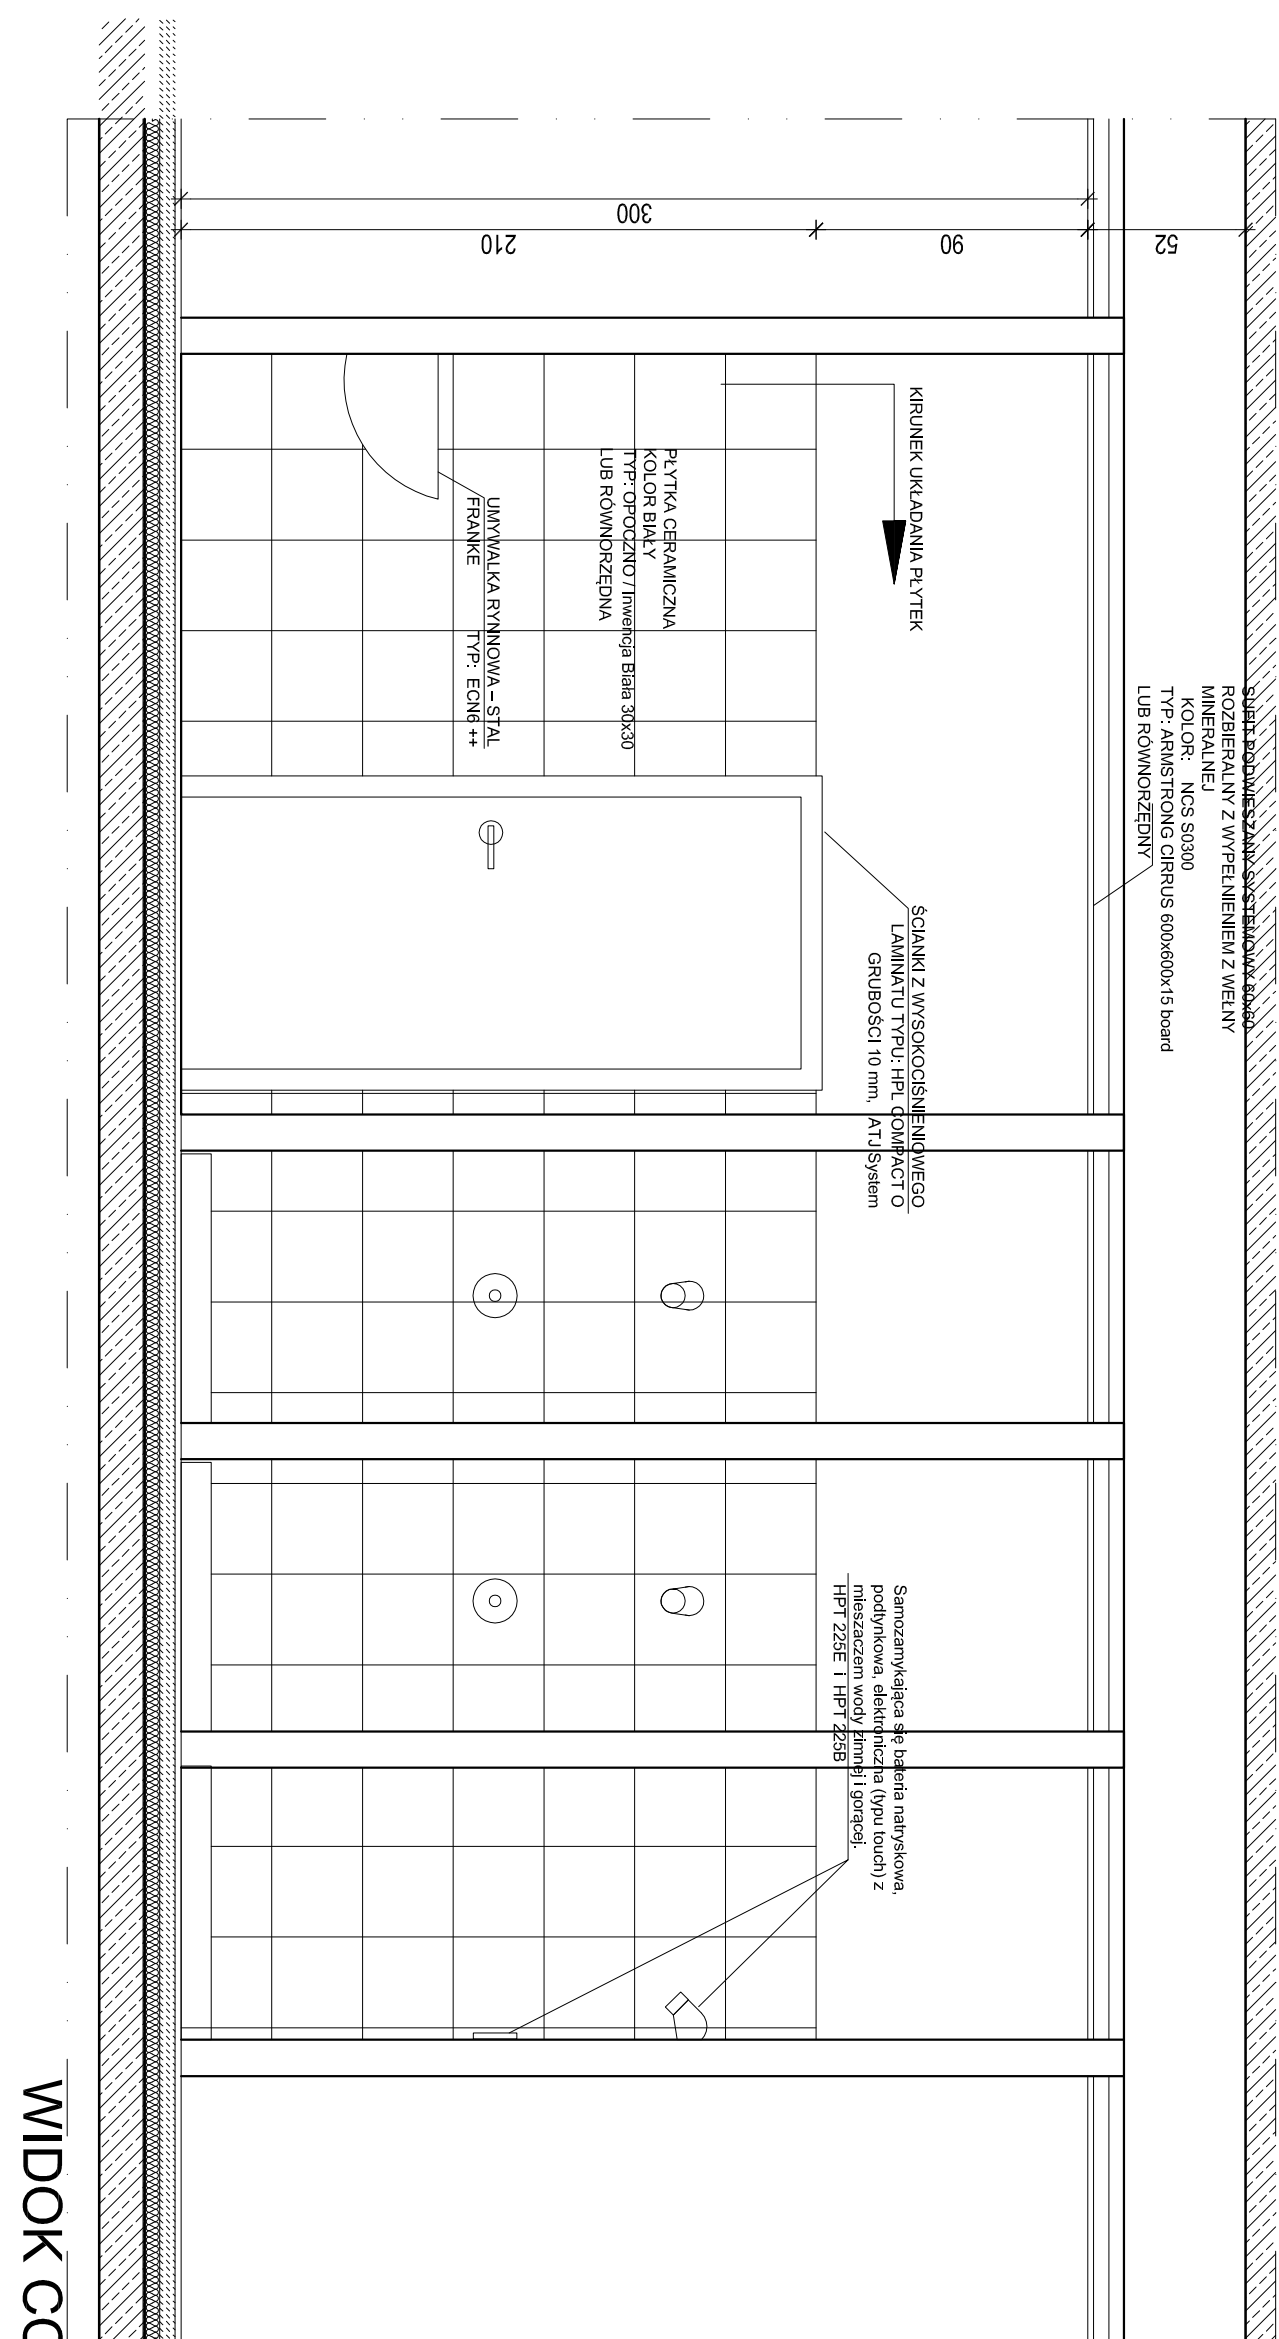 SUFIT PODWIESZANY SYSTEMOWY 60x60
ROZBIERALNY Z WYPEŁNIENIEM Z WEŁNY
MINERALNEJ
KOLOR: NCS S0300
TYP: ARMSTRONG CIRRUS 600x600x15 board
LUB RÓWNORZĘDNY
52
90
210
300
KIRUNEK UKŁADANIA PŁYTEK
PŁYTKA CERAMICZNA
KOLOR BIAŁY
TYP: OPOCZNO / Inwencja Biała 30x30
LUB RÓWNORZĘDNA
UMYWALKA RYNNOWA – STAL
FRANKE TYP: ECN6 ++
ŚCIANKI Z WYSOKOCIŚNIENIOWEGO
LAMINATU TYPU: HPL COMPACT O
GRUBOŚCI 10 mm, ATJ System
Samozamykająca się bateria natryskowa,
podtynkowa, elektroniczna (typu touch) z
mieszaczem wody zimnej i gorącej.
HPT 225E i HPT 225B
WIDOK CC